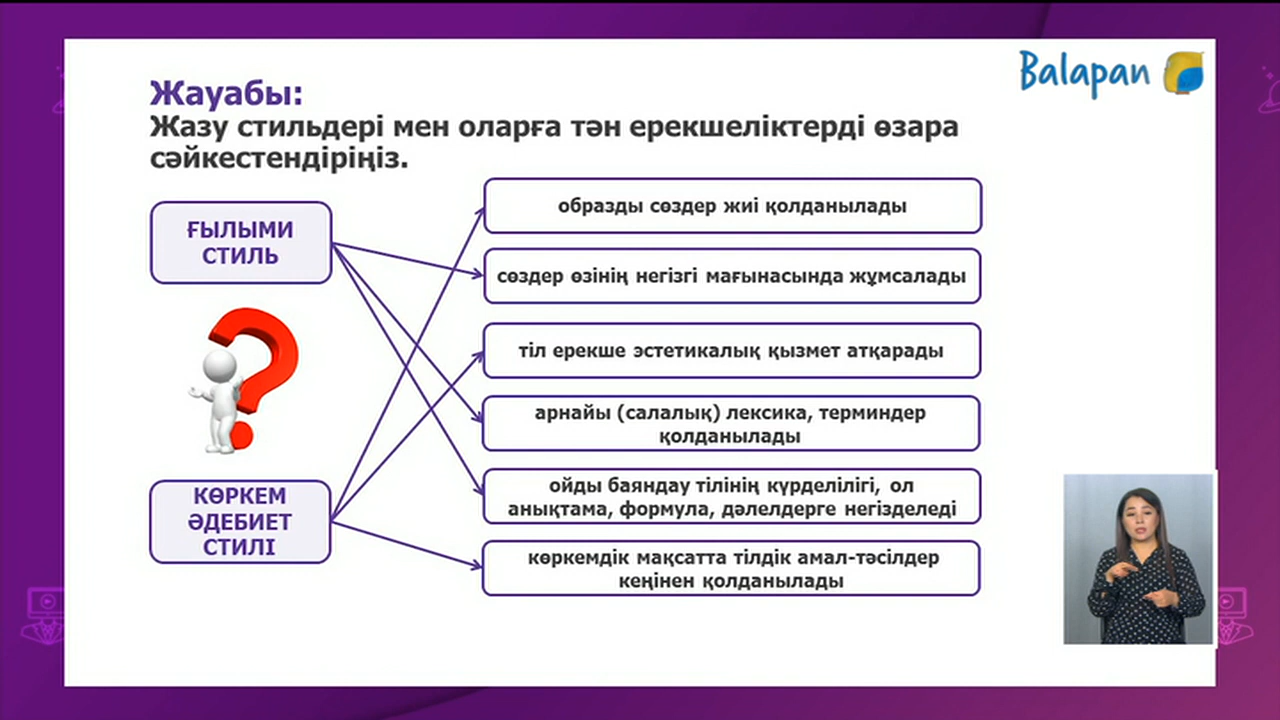 Balapan
Жауабы:
Жазу стильдері мен оларға тән ерекшеліктерді өзара
сәйкестендіріңіз.
ҒЫЛЫМИ
СТИЛЬ
КӨРКЕМ
ӘДЕБИЕТ
СТИЛІ
образды сөздер жиі қолданылады
сөздер өзінің негізгі мағынасында жұмсалады
тіл ерекше эстетикалық қызмет атқарады
арнайы (салалық) лексика, терминдер
қолданылады
ойды баяндау тілінің күрделілігі, ол
анықтама, формула, дәлелдерге негізделеді
көркемдік мақсатта тілдік амал-тәсілдер
кеңінен қолданылады